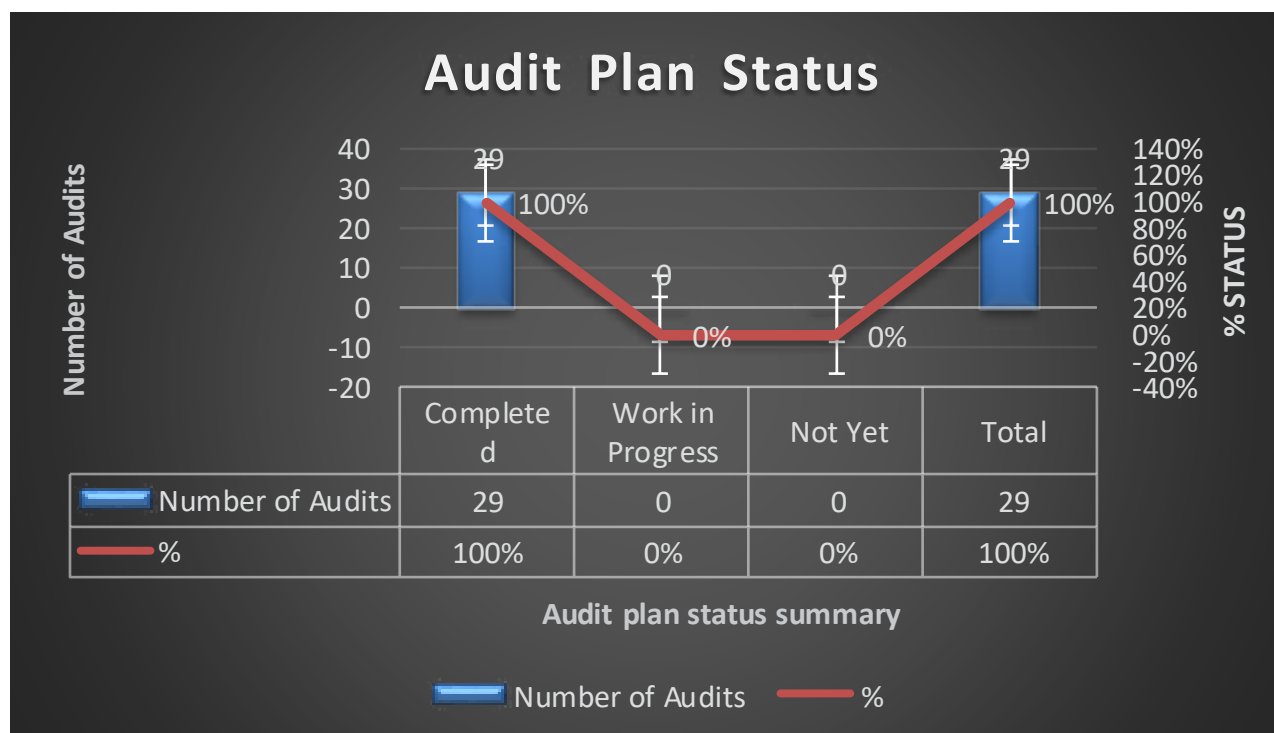 Audit Plan Status
Number of Audits
40
30
20
10
0
-10
-20
29
100%
0
0%
0
0%
29
100%
140%
120%
100%
80%
60%
40%
20%
0%
-20%
-40%
% STATUS
Complete
d
Work in
Progress
Not Yet
Total
Number of Audits 29 0 0 29
% 100% 0% 0% 100%
Audit plan status summary
Number of Audits %